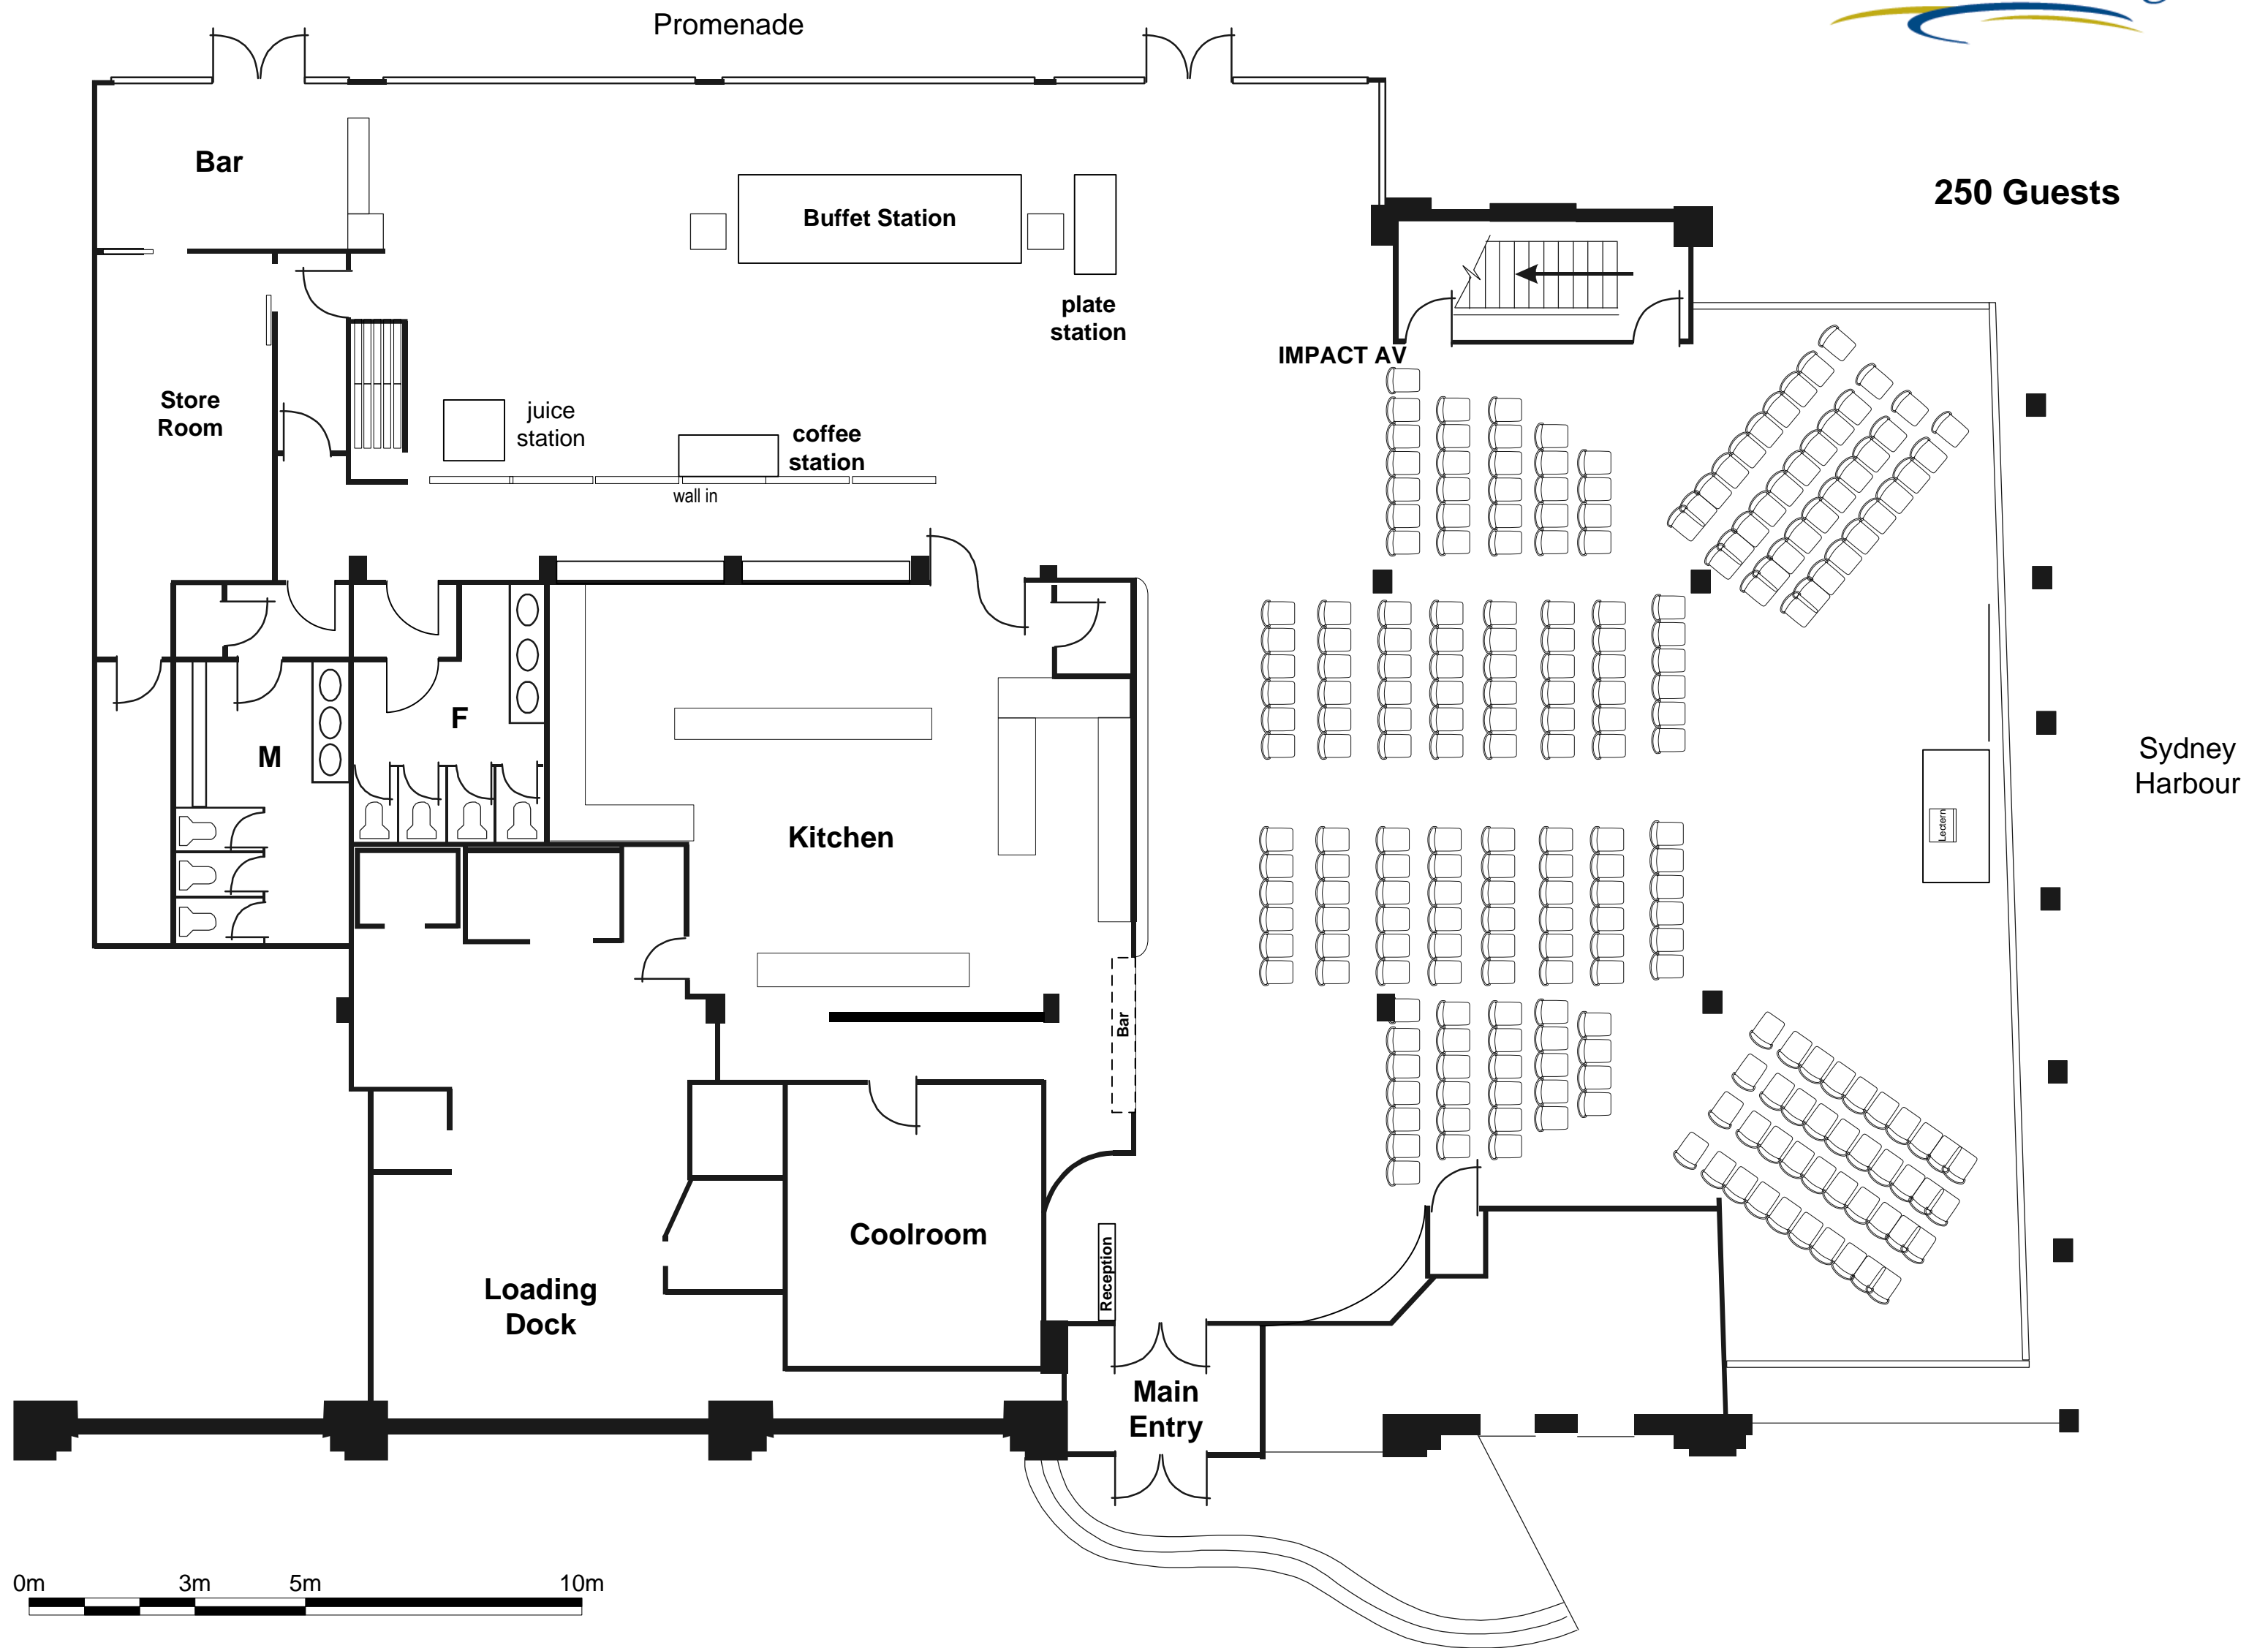 Promenade
Bar
250 Guests
Buffet Station
plate
station
IMPACT AV
Store
Room
juice
station
coffee
station
wall in
F
M
Sydney
Harbour
Lectern
Kitchen
Bar
Coolroom
Reception
Loading
Dock
Main
Entry
0m 3m 5m 10m